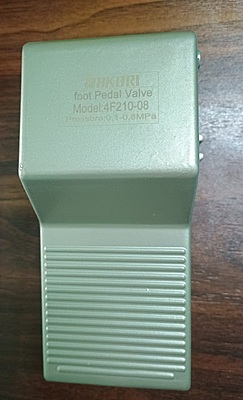 foot Pedal Valve
Model:4F210-08
Pressure:0,1-0,8MPa